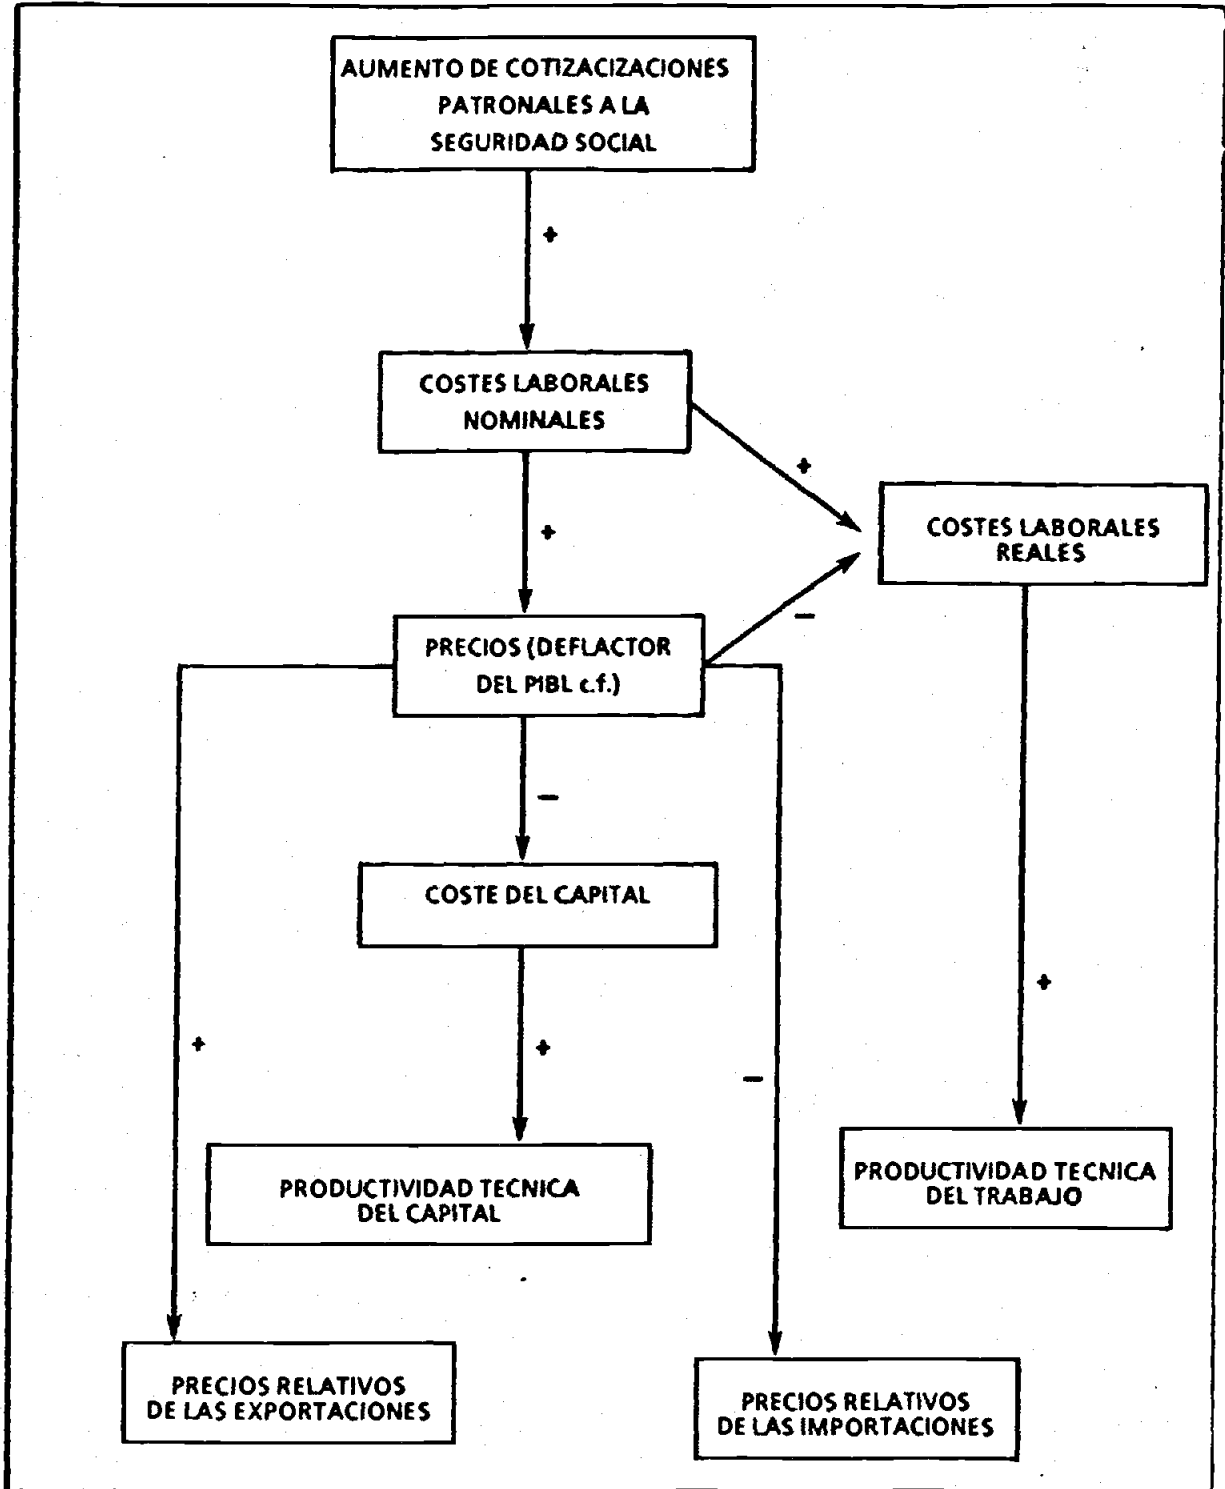 AUMENTO DE COTIZACIZACIONES
PATRONALES A LA
SEGURIDAD SOCIAL
+
COSTES LABORALES
NOMINALES
+
+
COSTES LABORALES
REALES
PRECIOS (DEFLACTOR
DEL PIBL c.f.)
−
−
COSTE DEL CAPITAL
+
+
+
−
PRODUCTIVIDAD TECNICA
DEL CAPITAL
PRODUCTIVIDAD TECNICA
DEL TRABAJO
PRECIOS RELATIVOS
DE LAS EXPORTACIONES
PRECIOS RELATIVOS
DE LAS IMPORTACIONES